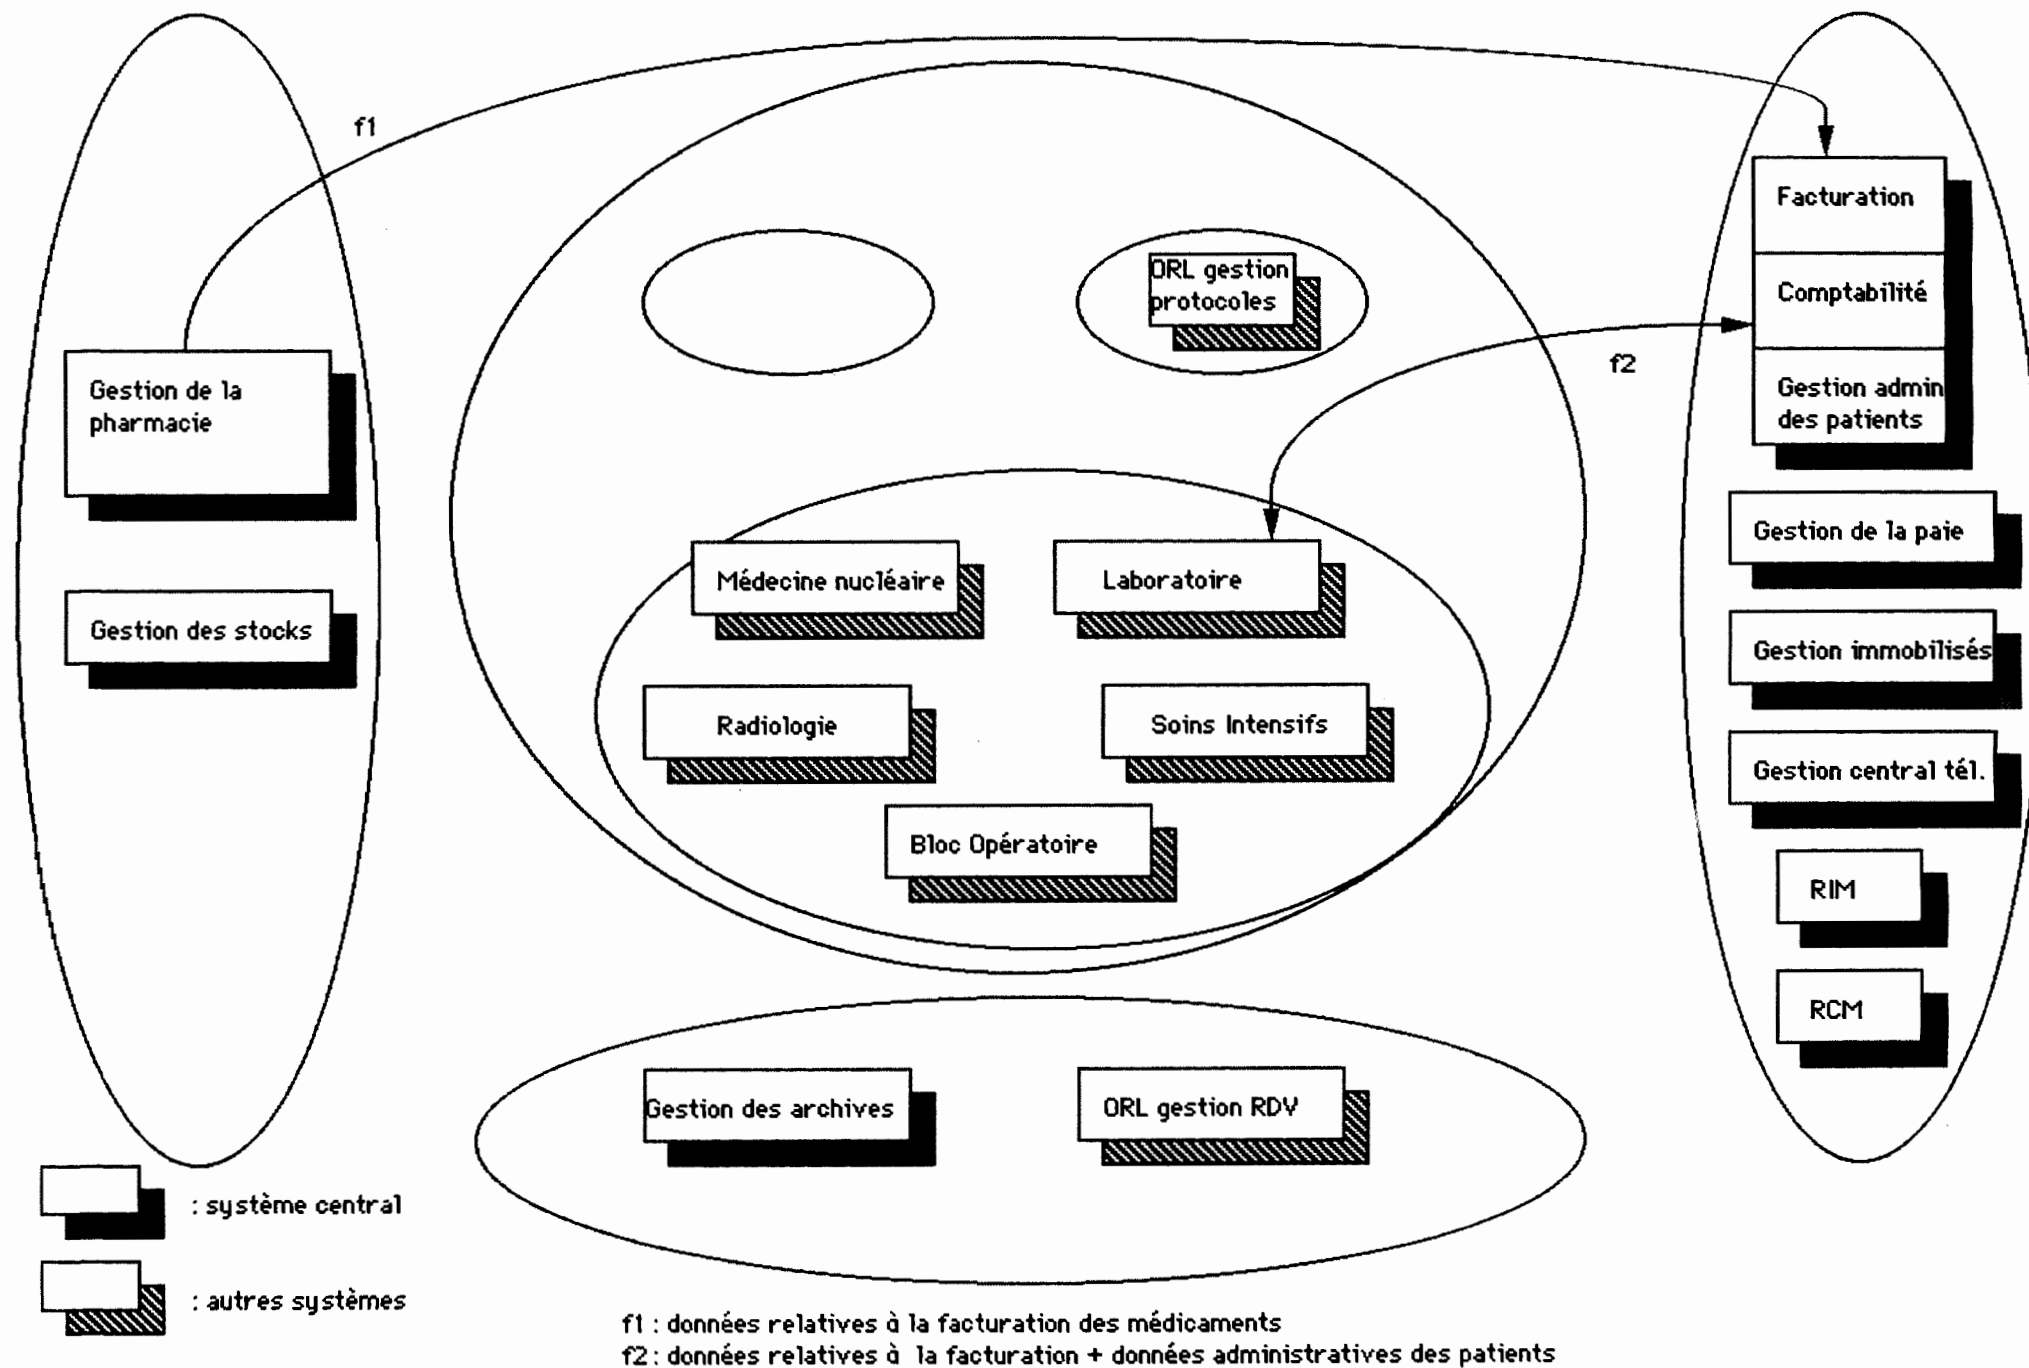 f1
Facturation
Comptabilité
Gestion admin
des patients
ORL gestion
protocoles
f2
Gestion de la
pharmacie
Gestion des stocks
Médecine nucléaire
Laboratoire
Radiologie
Soins Intensifs
Bloc Opératoire
Gestion de la paie
Gestion immobilisés
Gestion central tél.
RIM
RCM
Gestion des archives
ORL gestion RDV
: système central
: autres systèmes
f1 : données relatives à la facturation des médicaments
f2 : données relatives à la facturation + données administratives des patients